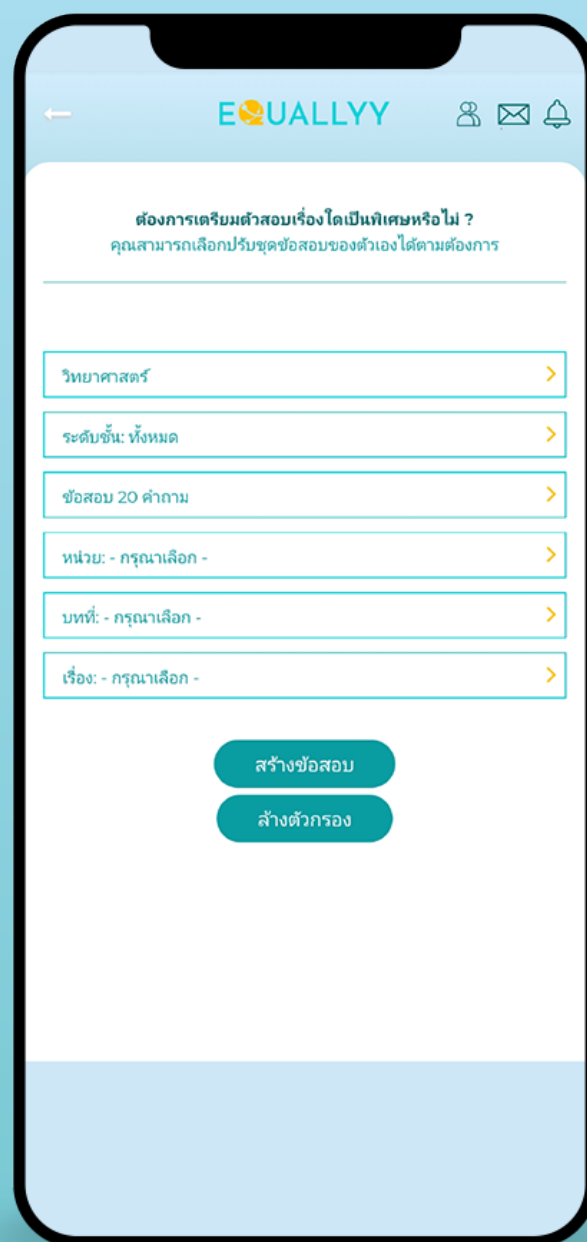 EQUALLYY
ต้องการเตรียมตัวสอบเรื่องใดเป็นพิเศษหรือไม่ ?
คุณสามารถเลือกปรับชุดข้อสอบของตัวเองได้ตามต้องการ
วิทยาศาสตร์
ระดับชั้น: ทั้งหมด
ข้อสอบ 20 คำถาม
หน่วย: - กรุณาเลือก -
บทที่: - กรุณาเลือก -
เรื่อง: - กรุณาเลือก -
สร้างข้อสอบ
ล้างตัวกรอง